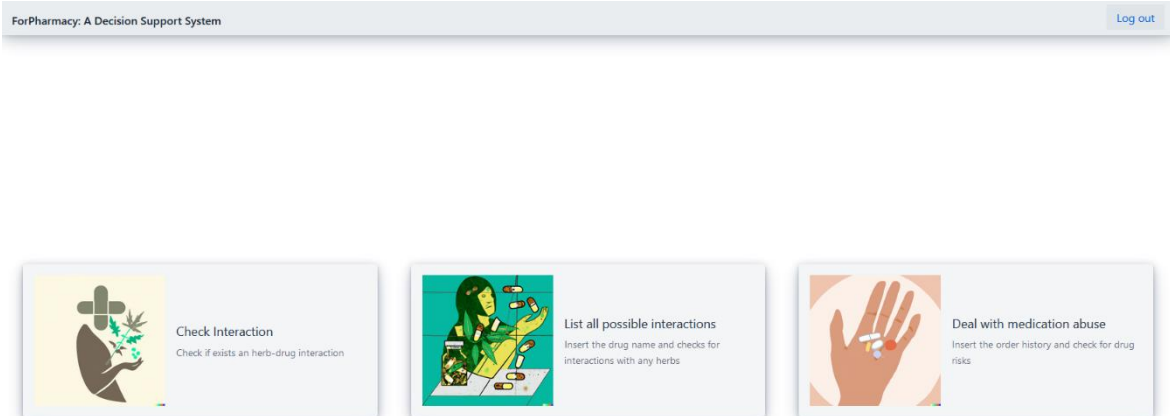 ForPharmacy: A Decision Support System
Log out
Check Interaction
Check if exists an herb-drug interaction
List all possible interactions
Insert the drug name and checks for
interactions with any herbs
Deal with medication abuse
Insert the order history and check for drug
risks